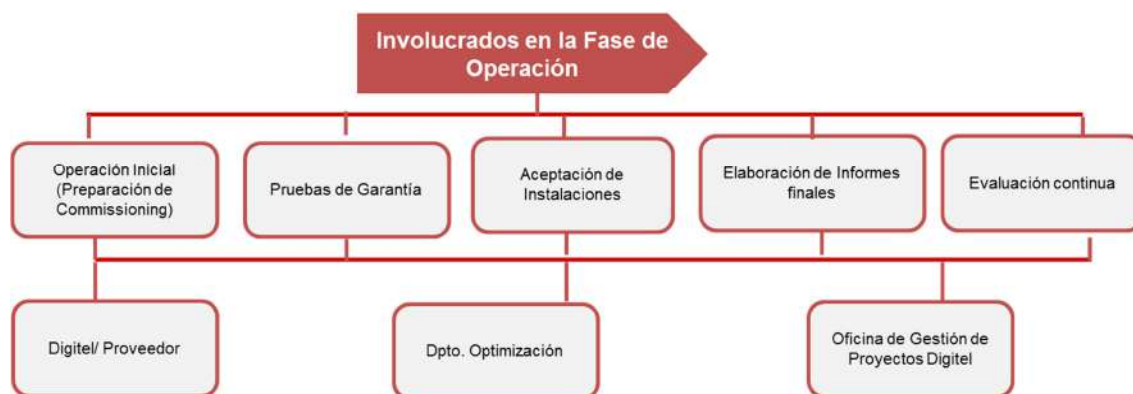 Involucrados en la Fase de
Operación
Operación Inicial
(Preparación de
Commissioning)
Pruebas de Garantía
Aceptación de
Instalaciones
Elaboración de Informes
finales
Evaluación continua
Digitel/ Proveedor
Dpto. Optimización
Oficina de Gestión de
Proyectos Digitel